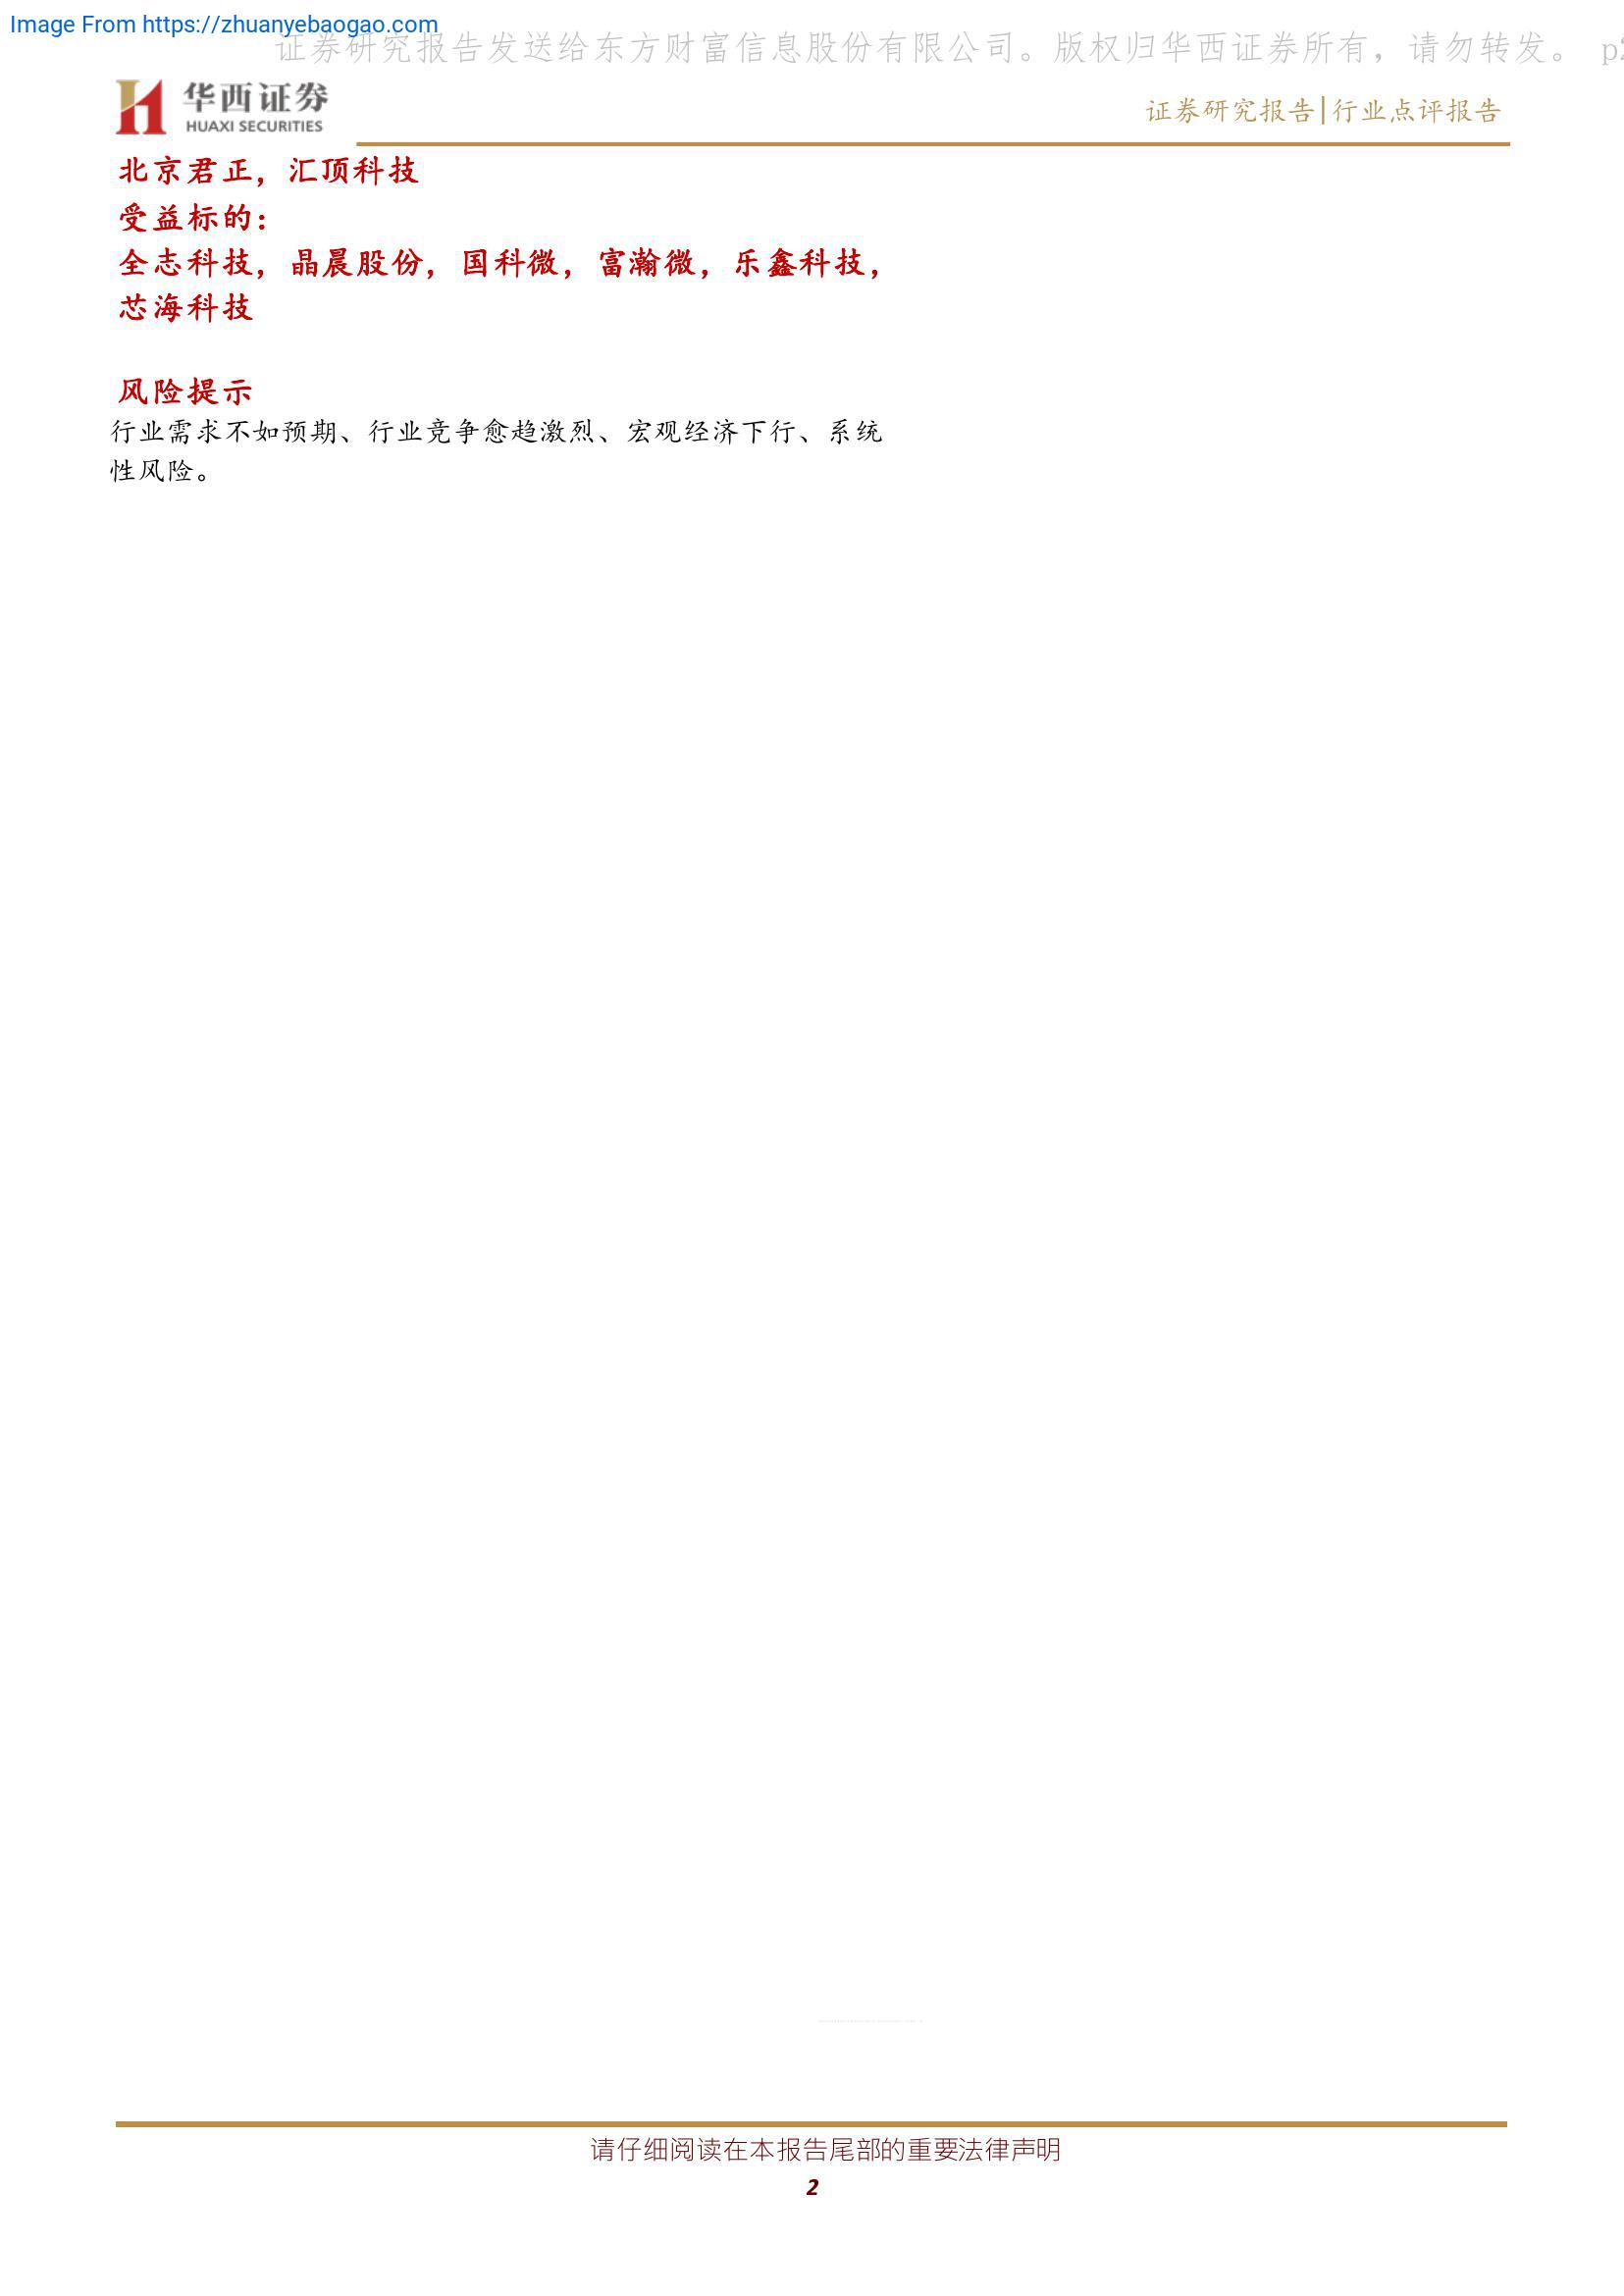 Image From https://zhuanyebaogao.com
证券研究报告发送给东方财富信息股份有限公司。版权归华西证券所有，请勿转发。 p2
华西证券
HUAXI SECURITIES
证券研究报告|行业点评报告
北京君正，汇顶科技
受益标的：
全志科技，晶晨股份，国科微，富瀚微，乐鑫科技，
芯海科技
风险提示
行业需求不如预期、行业竞争愈趋激烈、宏观经济下行、系统
性风险。
请仔细阅读在本报告尾部的重要法律声明
2